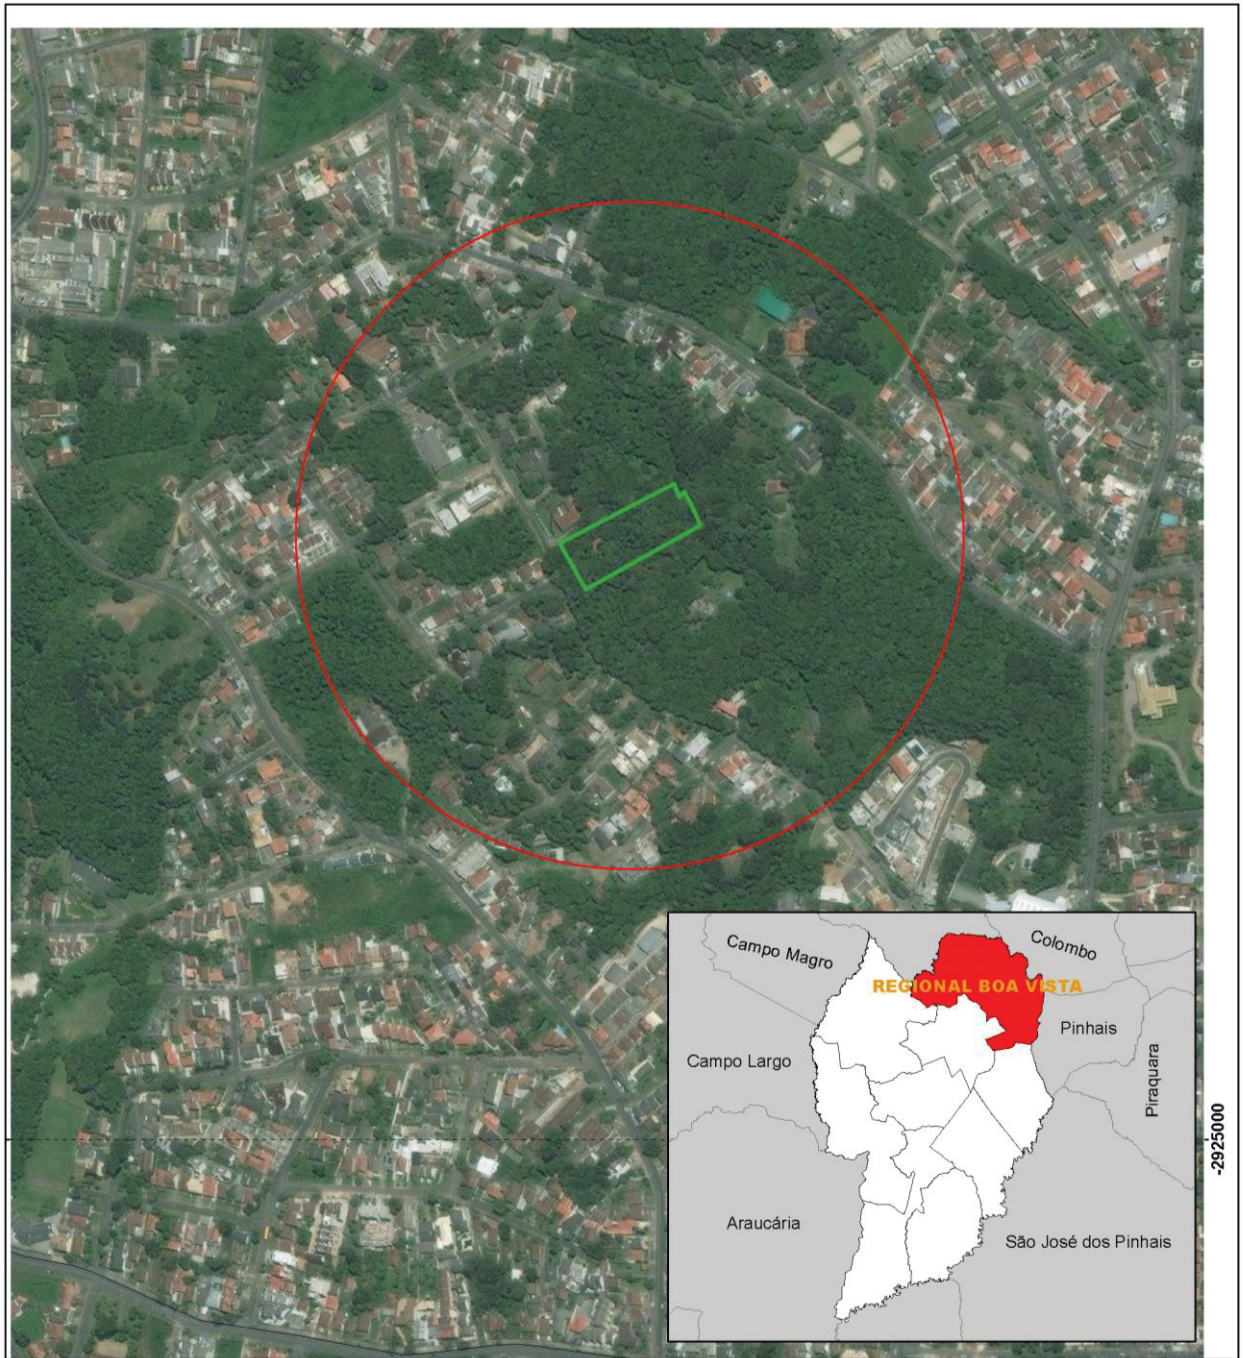 Campo Magro
Colombo
REGIONAL BOA VISTA
Pinhais
Campo Largo
Piraquara
-2925000
Araucária
São José dos Pinhais